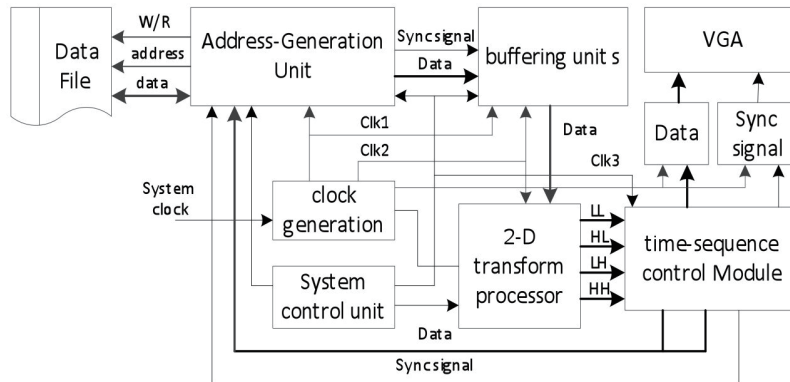 W/R
address
data
Data
File
Address-Generation
Unit
Syncsignal
Data
buffering unit s
VGA
Data
Sync
signal
Clk1
Clk2
Data
Clk3
System
clock
clock
generation
System
control unit
2-D
transform
processor
LL
HL
LH
HH
time-sequence
control Module
Data
Syncsignal